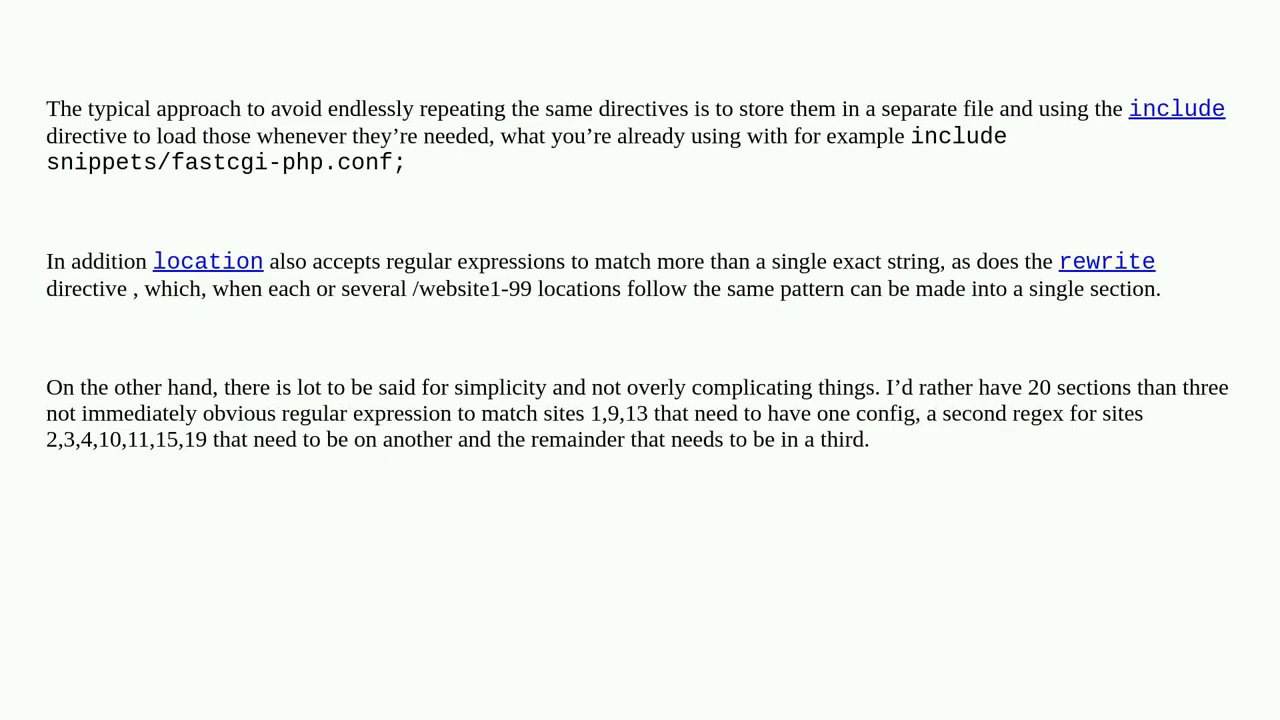 The typical approach to avoid endlessly repeating the same directives is to store them in a separate file and using the include
directive to load those whenever they’re needed, what you’re already using with for example include
snippets/fastcgi-php.conf;
In addition location also accepts regular expressions to match more than a single exact string, as does the rewrite
directive , which, when each or several /website1-99 locations follow the same pattern can be made into a single section.
On the other hand, there is lot to be said for simplicity and not overly complicating things. I’d rather have 20 sections than three
not immediately obvious regular expression to match sites 1,9,13 that need to have one config, a second regex for sites
2,3,4,10,11,15,19 that need to be on another and the remainder that needs to be in a third.